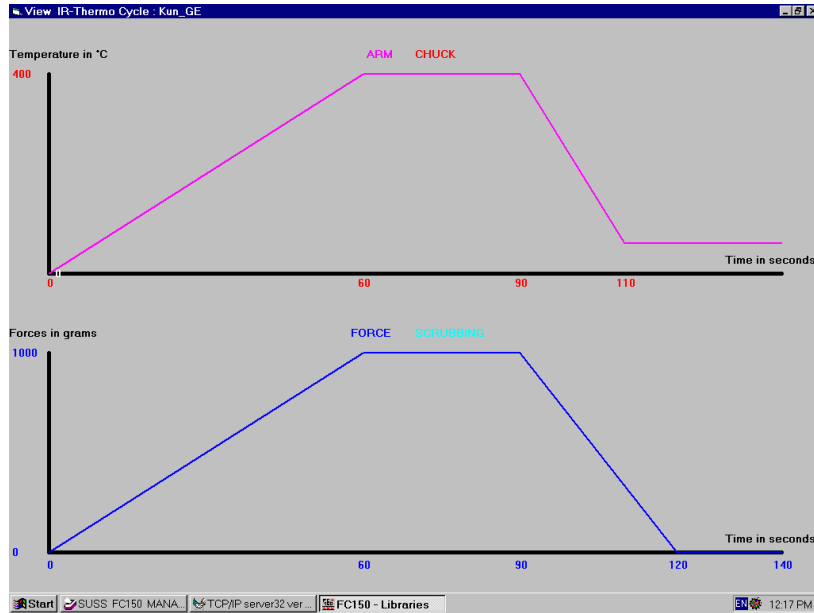 View IR-Thermo Cycle : Kun_GE
Temperature in °C
ARM CHUCK
400
0
Time in seconds
0 60 90 110
Forces in grams
FORCE SCRUBBING
1000
Time in seconds
0
0 60 90 120 140
Start SUSS FC150 MANA... TCP/IP server32 ver... FC150 - Libraries EN 12:17 PM